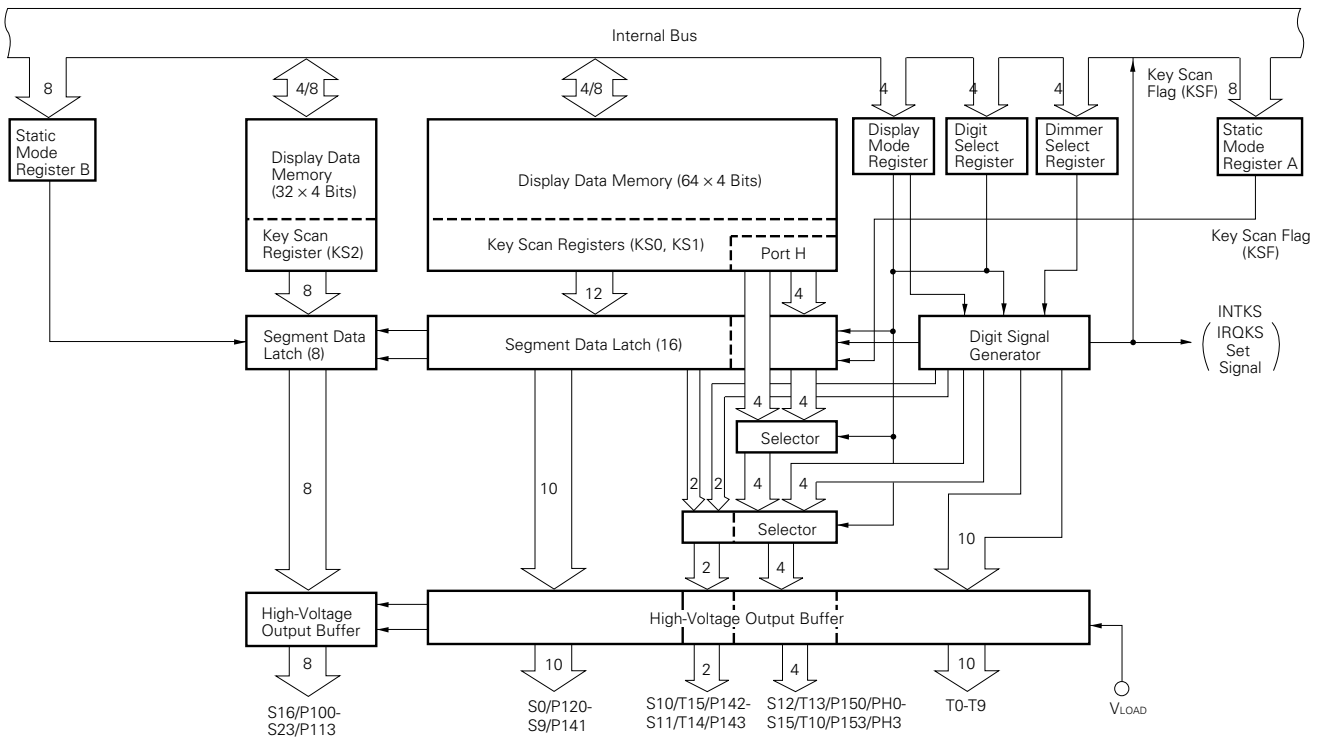 Internal Bus
8
4/8
4/8
4
4
4
Key Scan
Flag (KSF)
8
Static
Mode
Register B
Display Data
Memory
(32 × 4 Bits)
Display Data Memory (64 × 4 Bits)
Display
Mode
Register
Digit
Select
Register
Dimmer
Select
Register
Static
Mode
Register A
Key Scan
Register (KS2)
Key Scan Registers (KS0, KS1)
Port H
Key Scan Flag
(KSF)
8
12
4
Segment Data
Latch (8)
Segment Data Latch (16)
Digit Signal
Generator
INTKS
IRQKS
Set
Signal
4
4
Selector
8
10
2
2
4
4
Selector
10
2
4
High-Voltage
Output Buffer
High-Voltage Output Buffer
8
10
2
4
10
S16/P100-
S23/P113
S0/P120-
S9/P141
S10/T15/P142-
S11/T14/P143
S12/T13/P150/PH0-
S15/T10/P153/PH3
T0-T9
VLOAD